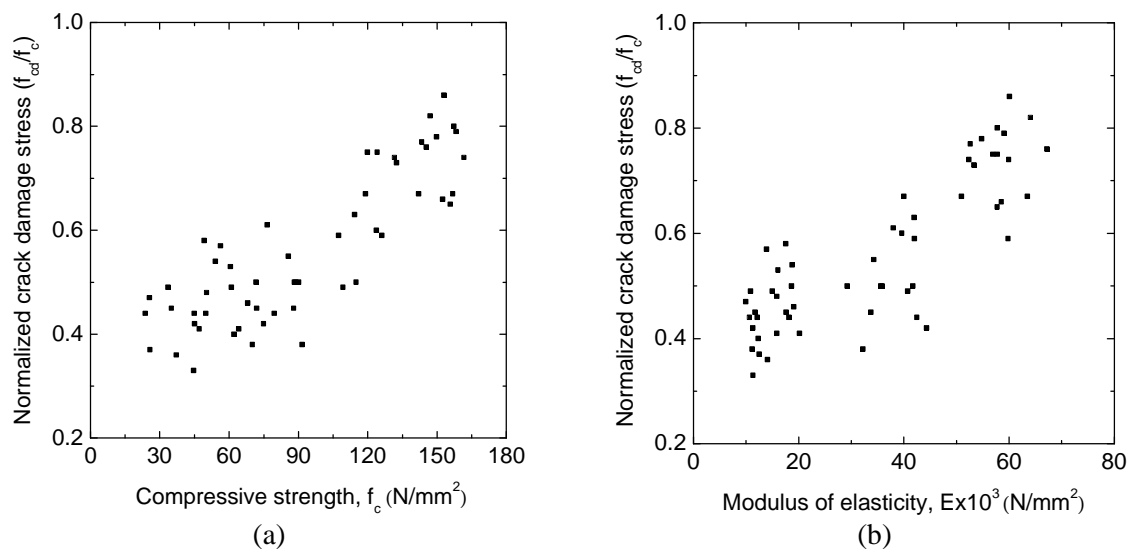 Normalized crack damage stress (f_cd/f_c)
1.0
0.8
0.6
0.4
0.2
0 30 60 90 120 150 180
Compressive strength, f_c (N/mm²)
(a)
Normalized crack damage stress (f_cd/f_c)
1.0
0.8
0.6
0.4
0.2
0 20 40 60 80
Modulus of elasticity, Ex10³ (N/mm²)
(b)